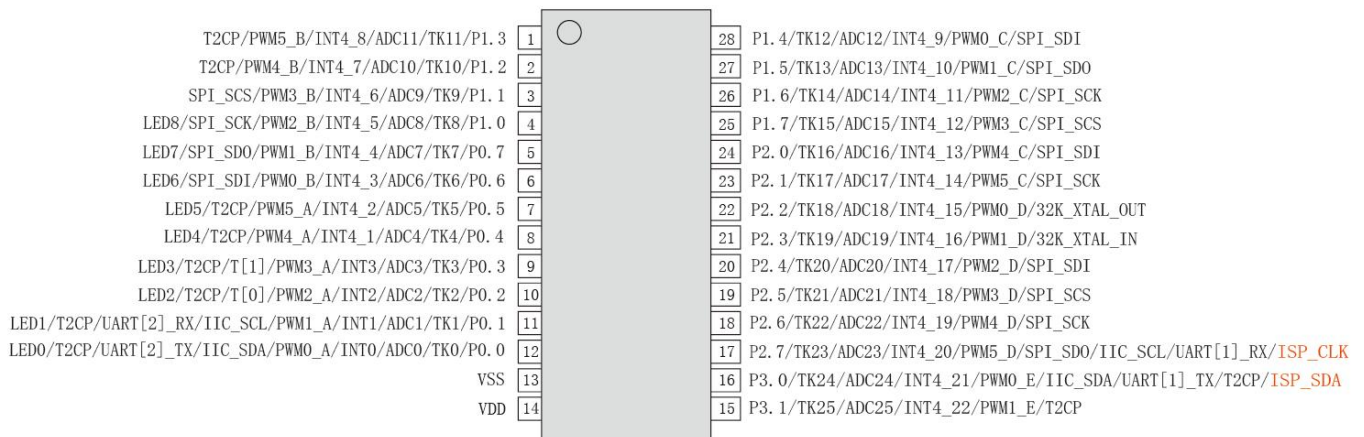 T2CP/PWM5_B/INT4_8/ADC11/TK11/P1.3 1 28 P1.4/TK12/ADC12/INT4_9/PWM0_C/SPI_SDI
T2CP/PWM4_B/INT4_7/ADC10/TK10/P1.2 2 27 P1.5/TK13/ADC13/INT4_10/PWM1_C/SPI_SDO
SPI_SCS/PWM3_B/INT4_6/ADC9/TK9/P1.1 3 26 P1.6/TK14/ADC14/INT4_11/PWM2_C/SPI_SCK
LED8/SPI_SCK/PWM2_B/INT4_5/ADC8/TK8/P1.0 4 25 P1.7/TK15/ADC15/INT4_12/PWM3_C/SPI_SCS
LED7/SPI_SDO/PWM1_B/INT4_4/ADC7/TK7/P0.7 5 24 P2.0/TK16/ADC16/INT4_13/PWM4_C/SPI_SDI
LED6/SPI_SDI/PWM0_B/INT4_3/ADC6/TK6/P0.6 6 23 P2.1/TK17/ADC17/INT4_14/PWM5_C/SPI_SCK
LED5/T2CP/PWM5_A/INT4_2/ADC5/TK5/P0.5 7 22 P2.2/TK18/ADC18/INT4_15/PWM0_D/32K_XTAL_OUT
LED4/T2CP/PWM4_A/INT4_1/ADC4/TK4/P0.4 8 21 P2.3/TK19/ADC19/INT4_16/PWM1_D/32K_XTAL_IN
LED3/T2CP/T[1]/PWM3_A/INT3/ADC3/TK3/P0.3 9 20 P2.4/TK20/ADC20/INT4_17/PWM2_D/SPI_SDI
LED2/T2CP/T[0]/PWM2_A/INT2/ADC2/TK2/P0.2 10 19 P2.5/TK21/ADC21/INT4_18/PWM3_D/SPI_SCS
LED1/T2CP/UART[2]_RX/IIC_SCL/PWM1_A/INT1/ADC1/TK1/P0.1 11 18 P2.6/TK22/ADC22/INT4_19/PWM4_D/SPI_SCK
LED0/T2CP/UART[2]_TX/IIC_SDA/PWM0_A/INT0/ADC0/TK0/P0.0 12 17 P2.7/TK23/ADC23/INT4_20/PWM5_D/SPI_SDO/IIC_SCL/UART[1]_RX/ISP_CLK
VSS 13 16 P3.0/TK24/ADC24/INT4_21/PWM0_E/IIC_SDA/UART[1]_TX/T2CP/ISP_SDA
VDD 14 15 P3.1/TK25/ADC25/INT4_22/PWM1_E/T2CP